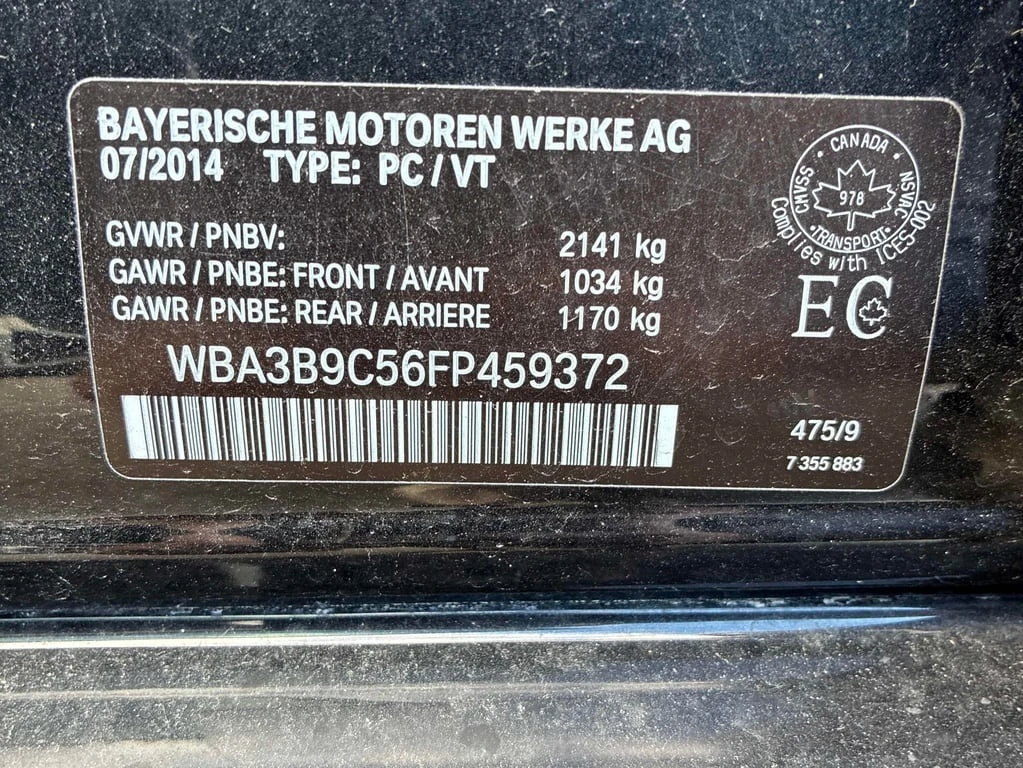 BAYERISCHE MOTOREN WERKE AG
07/2014 TYPE: PC/VT
GVWR / PNBV: 2141 kg
GAWR / PNBE: FRONT / AVANT 1034 kg
GAWR / PNBE: REAR / ARRIERE 1170 kg
WBA3B9C56FP459372
CMVSS • CANADA • NSVAC
978
•TRANSPORT•
Complies with ICES-002
EC
475/9
7 355 883